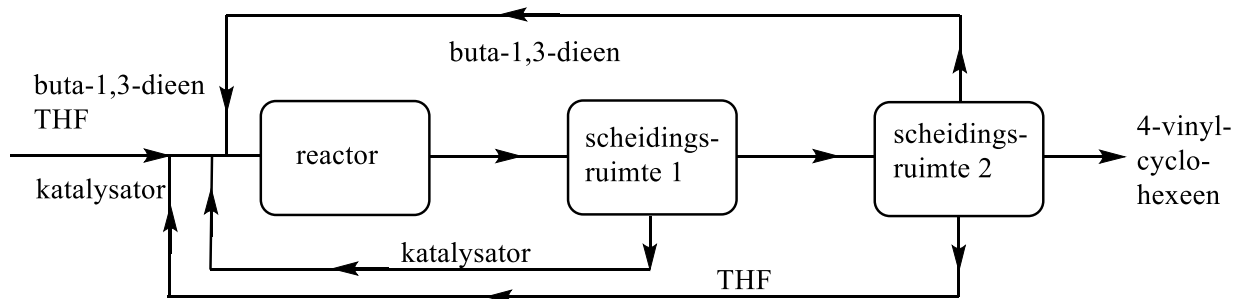 buta-1,3-dieen
buta-1,3-dieen
THF
katalysator
reactor
scheidings-
ruimte 1
scheidings-
ruimte 2
4-vinyl-
cyclo-
hexeen
katalysator
THF